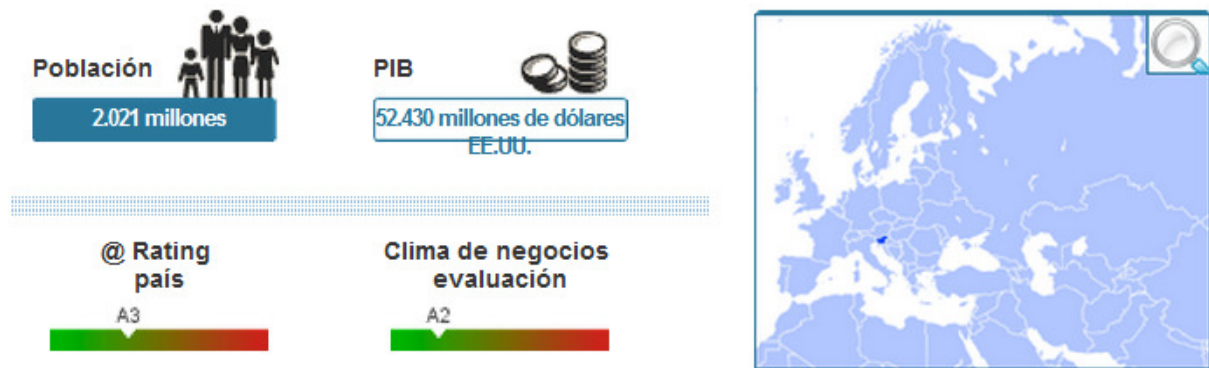 Población
2.021 millones
PIB
52.430 millones de dólares
EE.UU.
@ Rating
país
A3
Clima de negocios
evaluación
A2